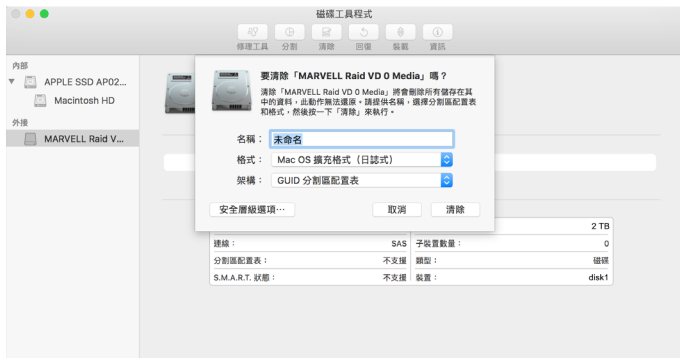 磁碟工具程式
修理工具 分割 清除 回復 裝載 資訊
內部
APPLE SSD AP02...
Macintosh HD
外接
MARVELL Raid V...
要清除「MARVELL Raid VD 0 Media」嗎？
清除「MARVELL Raid VD 0 Media」將會刪除所有儲存在其
中的資料，此動作無法還原。請提供名稱，選擇分區配置表
和格式，然後按一下「清除」來執行。
名稱： 未命名
格式： Mac OS 擴充格式（日誌式）
架構： GUID 分割區配置表
安全層級選項⋯ 取消 清除
2 TB
連線： SAS 子裝置數量： 0
分割區配置表： 不支援 類型： 磁碟
S.M.A.R.T. 狀態： 不支援 裝置： disk1